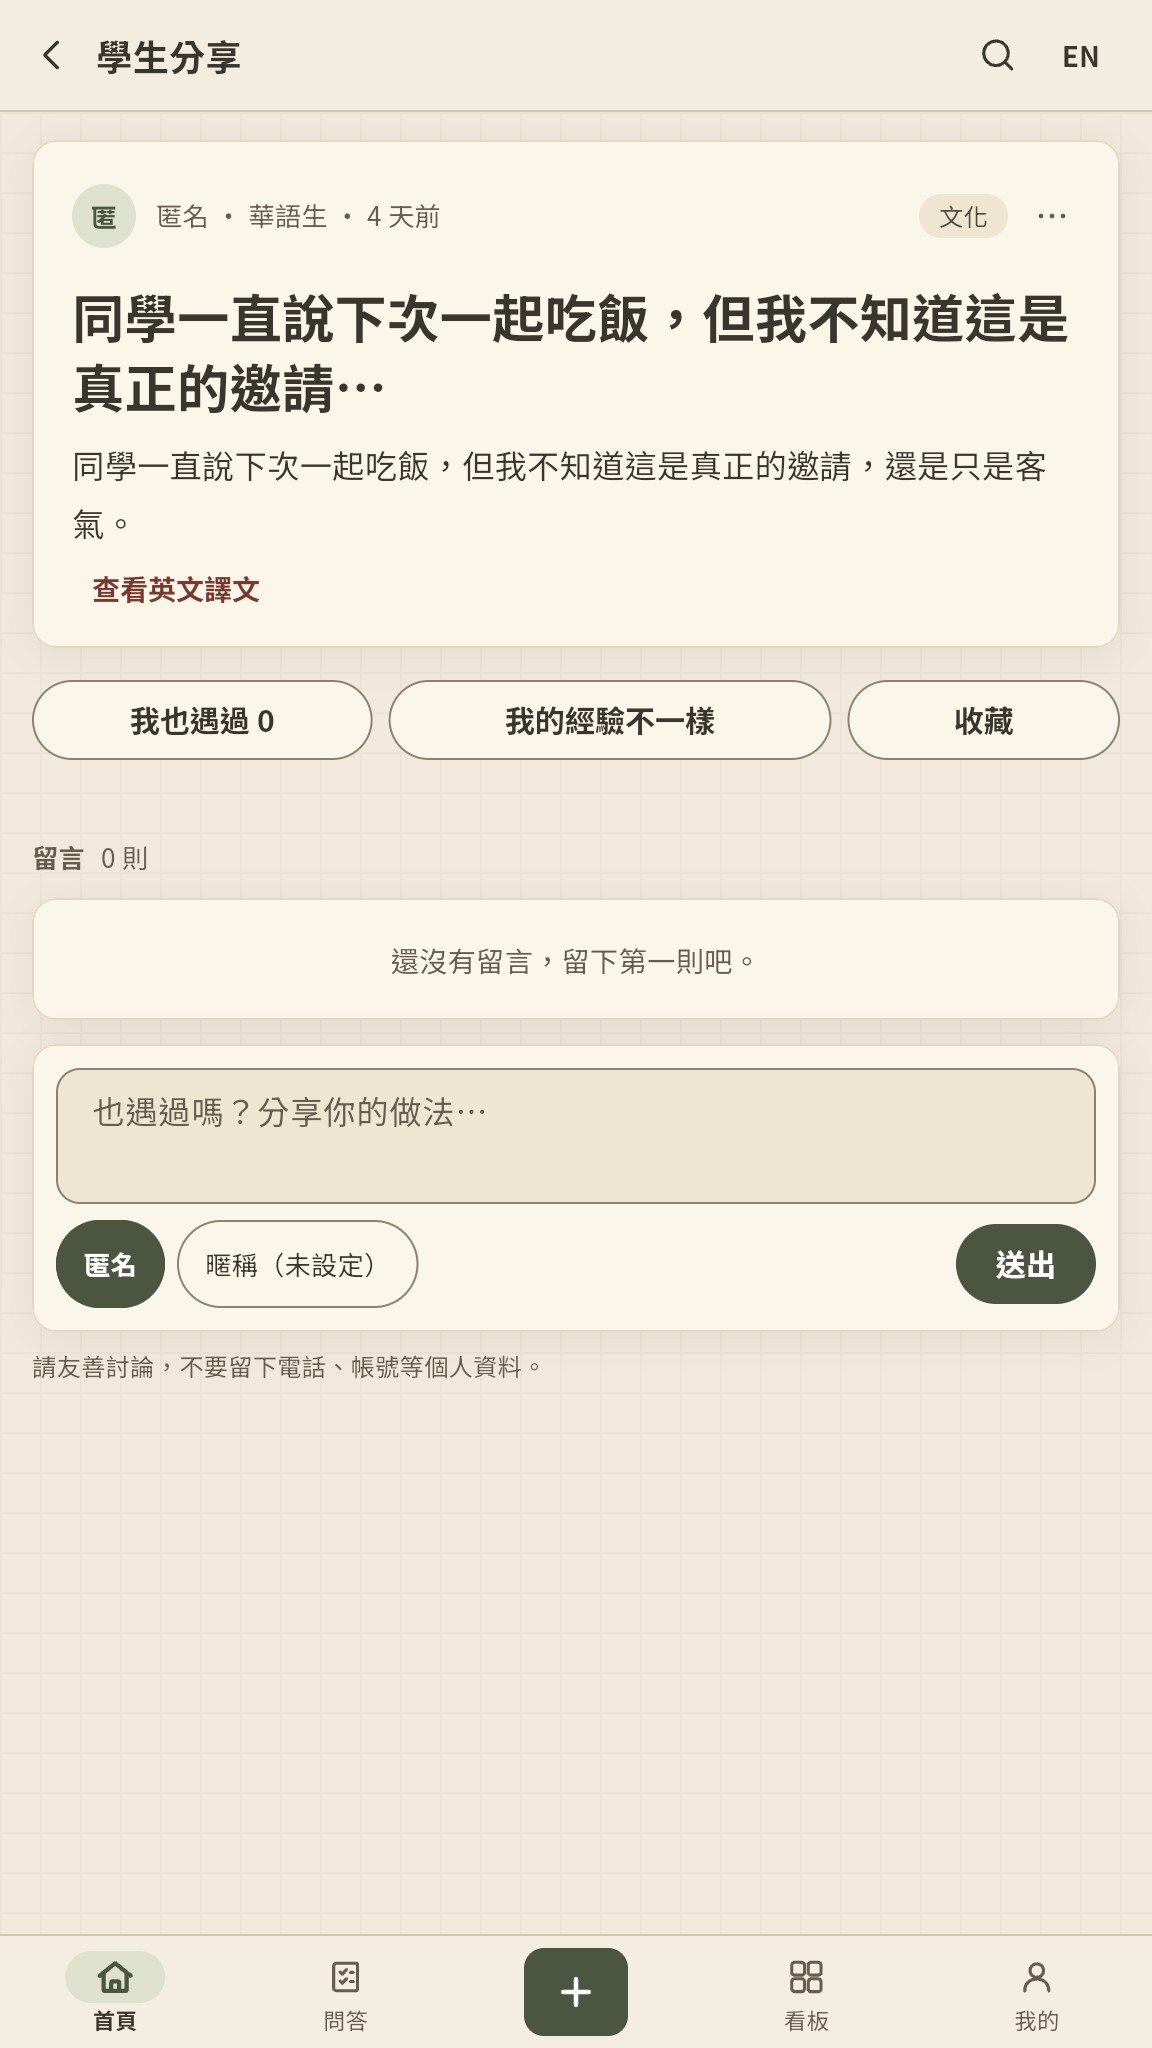 學生分享
EN
匿
匿名 · 華語生 · 4 天前
文化
同學一直說下次一起吃飯，但我不知道這是
真正的邀請⋯
同學一直說下次一起吃飯，但我不知道這是真正的邀請，還是只是客
氣。
查看英文譯文
我也遇過 0
我的經驗不一樣
收藏
留言 0 則
還沒有留言，留下第一則吧。
也遇過嗎？分享你的做法⋯
匿名
暱稱（未設定）
送出
請友善討論，不要留下電話、帳號等個人資料。
首頁
問答
看板
我的